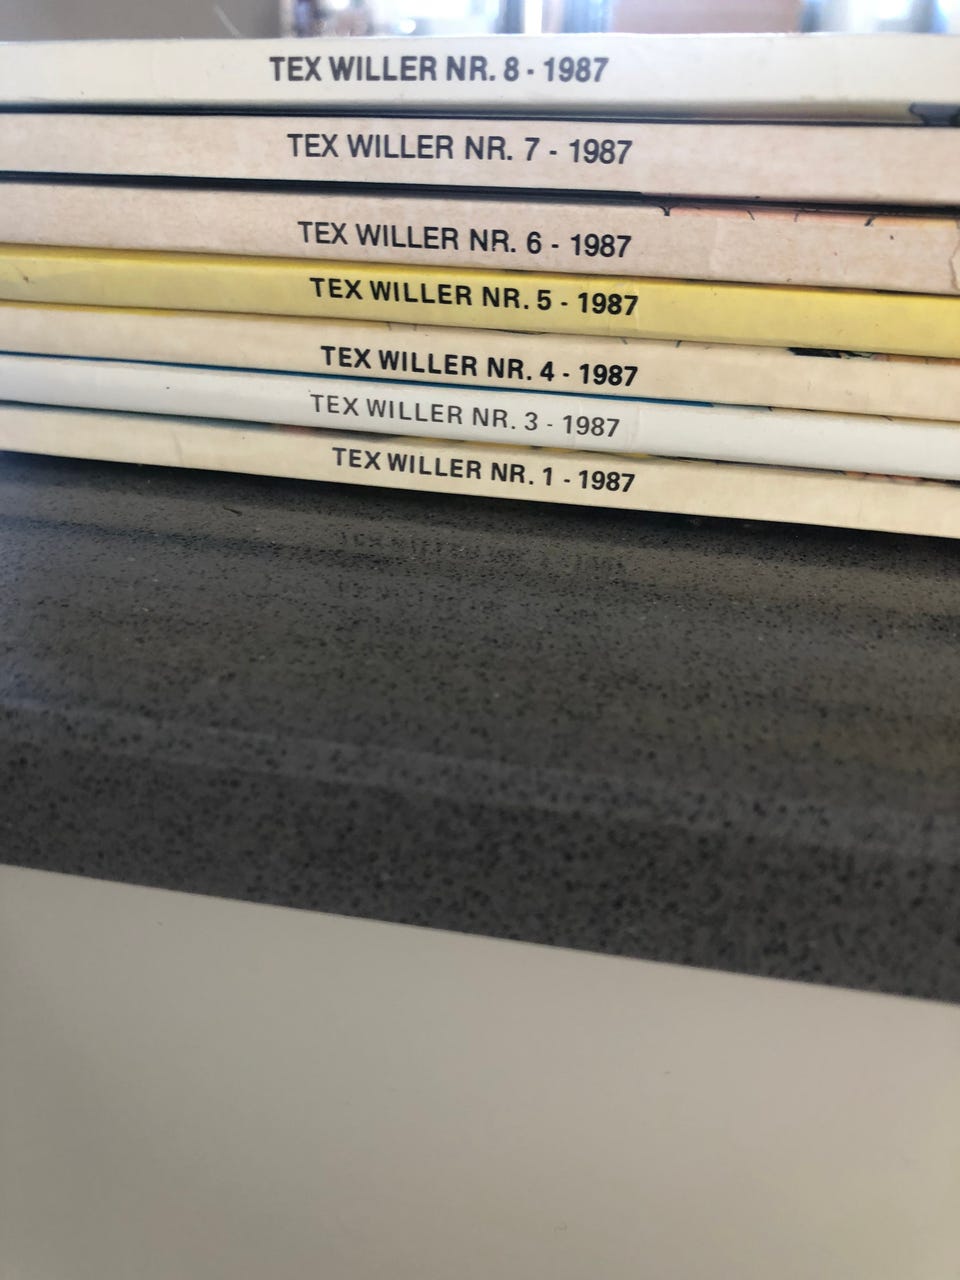 TEX WILLER NR. 8 - 1987
TEX WILLER NR. 7 - 1987
TEX WILLER NR. 6 - 1987
TEX WILLER NR. 5 - 1987
TEX WILLER NR. 4 - 1987
TEX WILLER NR. 3 - 1987
TEX WILLER NR. 1 - 1987